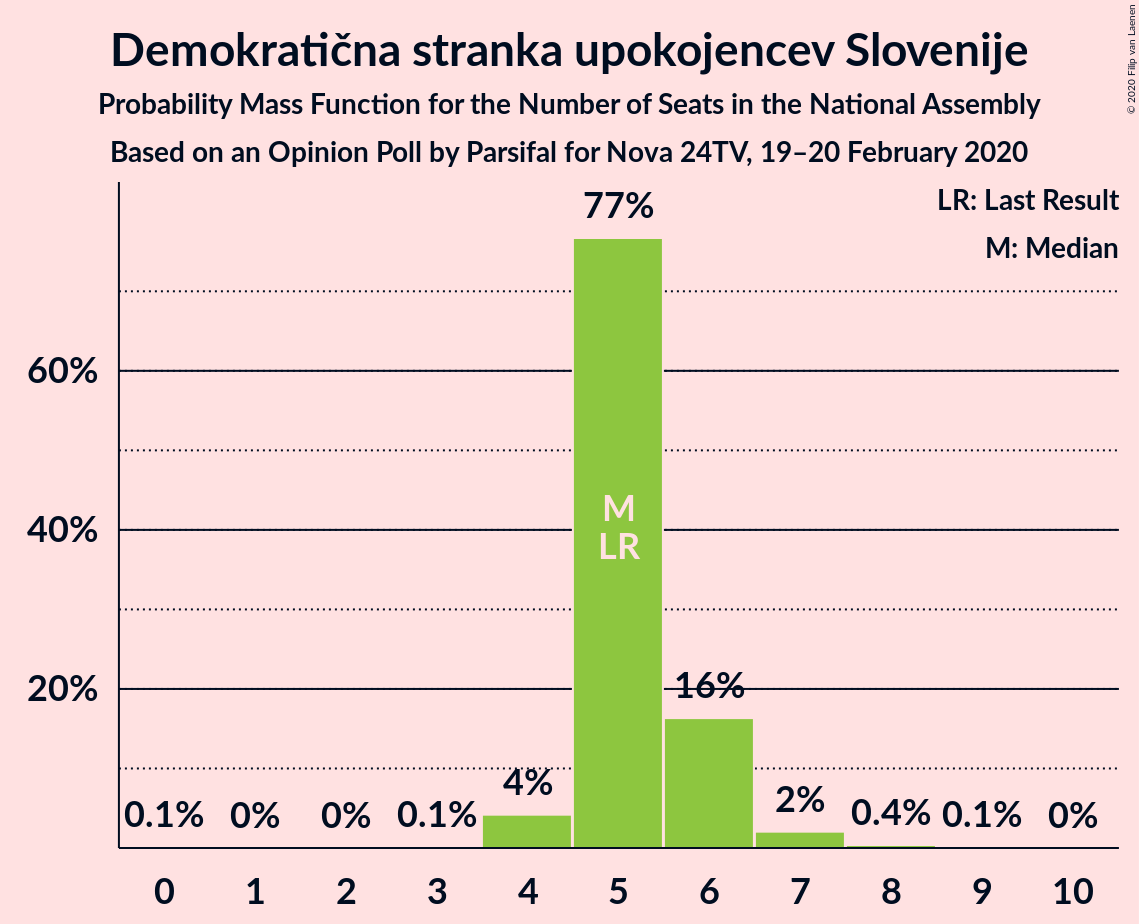 Demokratična stranka upokojencev Slovenije
Probability Mass Function for the Number of Seats in the National Assembly
Based on an Opinion Poll by Parsifal for Nova 24TV, 19–20 February 2020
© 2020 Filip van Laenen
LR: Last Result
M: Median
77%
60%
M
40%
LR
16%
20%
4%
2%
0.1% 0% 0% 0.1% 0.4% 0.1% 0%
0 1 2 3 4 5 6 7 8 9 10